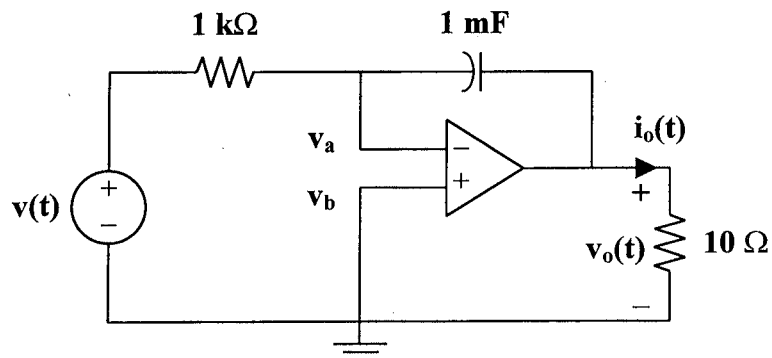 1 kΩ
1 mF
v_a
v_b
v(t)
+
−
−
+
i_o(t)
+
v_o(t)
−
10 Ω